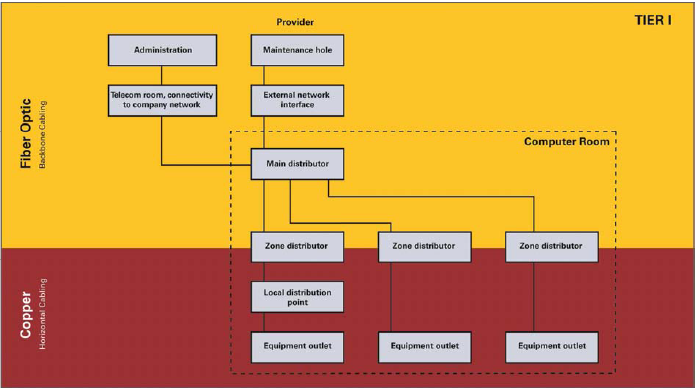 TIER I
Provider
Administration
Maintenance hole
Telecom room, connectivity
to company network
External network
interface
Fiber Optic
Backbone Cabling
Computer Room
Main distributor
Zone distributor
Zone distributor
Zone distributor
Copper
Horizontal Cabling
Local distribution
point
Equipment outlet
Equipment outlet
Equipment outlet